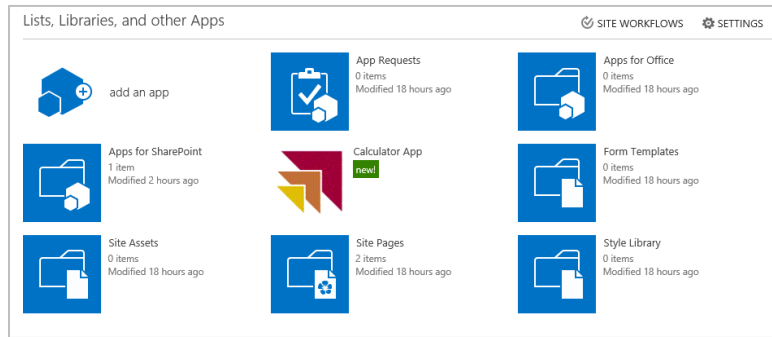 Lists, Libraries, and other Apps
SITE WORKFLOWS
SETTINGS
add an app
App Requests
0 items
Modified 18 hours ago
Apps for Office
0 items
Modified 18 hours ago
Apps for SharePoint
1 item
Modified 2 hours ago
Calculator App
new!
Form Templates
0 items
Modified 18 hours ago
Site Assets
0 items
Modified 18 hours ago
Site Pages
2 items
Modified 18 hours ago
Style Library
0 items
Modified 18 hours ago